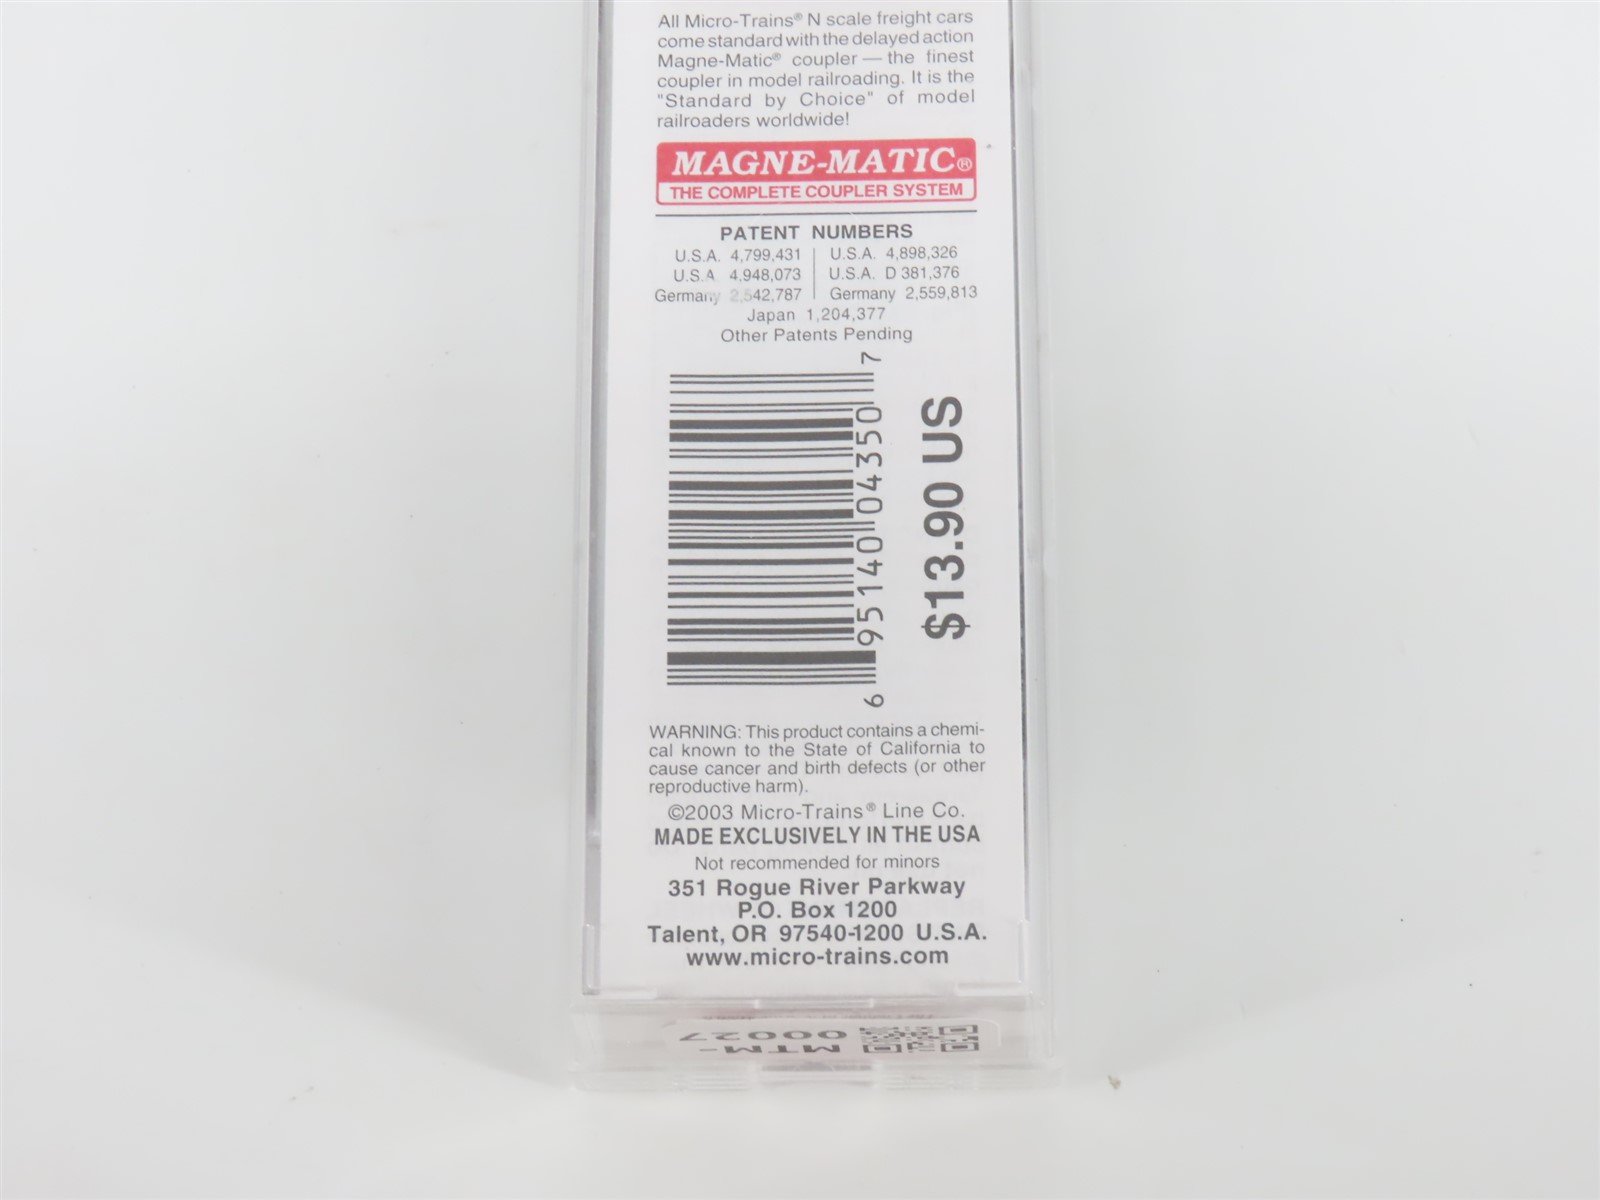 All Micro-Trains® N scale freight cars
come standard with the delayed action
Magne-Matic® coupler — the finest
coupler in model railroading. It is the
"Standard by Choice" of model
railroaders worldwide!
MAGNE-MATIC®
THE COMPLETE COUPLER SYSTEM
PATENT NUMBERS
U.S.A. 4,799,431 | U.S.A. 4,898,326
U.S.A 4,948,073 | U.S.A. D 381,376
Germany 2,542,787 | Germany 2,559,813
Japan 1,204,377
Other Patents Pending
6 95140 04350 7
$13.90 US
WARNING: This product contains a chemi-
cal known to the State of California to
cause cancer and birth defects (or other
reproductive harm).
©2003 Micro-Trains® Line Co.
MADE EXCLUSIVELY IN THE USA
Not recommended for minors
351 Rogue River Parkway
P.O. Box 1200
Talent, OR 97540-1200 U.S.A.
www.micro-trains.com
MTM-
00027